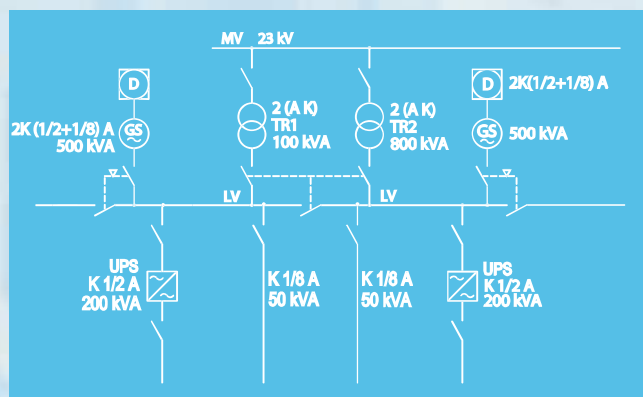 MV 23 kV
D
D
2K(1/2+1/8) A
2 (A K)
TR1
100 kVA
2 (A K)
TR2
800 kVA
2K (1/2+1/8) A
500 kVA
GS
GS
500 kVA
LV
LV
UPS
K 1/2 A
200 kVA
K 1/8 A
50 kVA
K 1/8 A
50 kVA
UPS
K 1/2 A
200 kVA